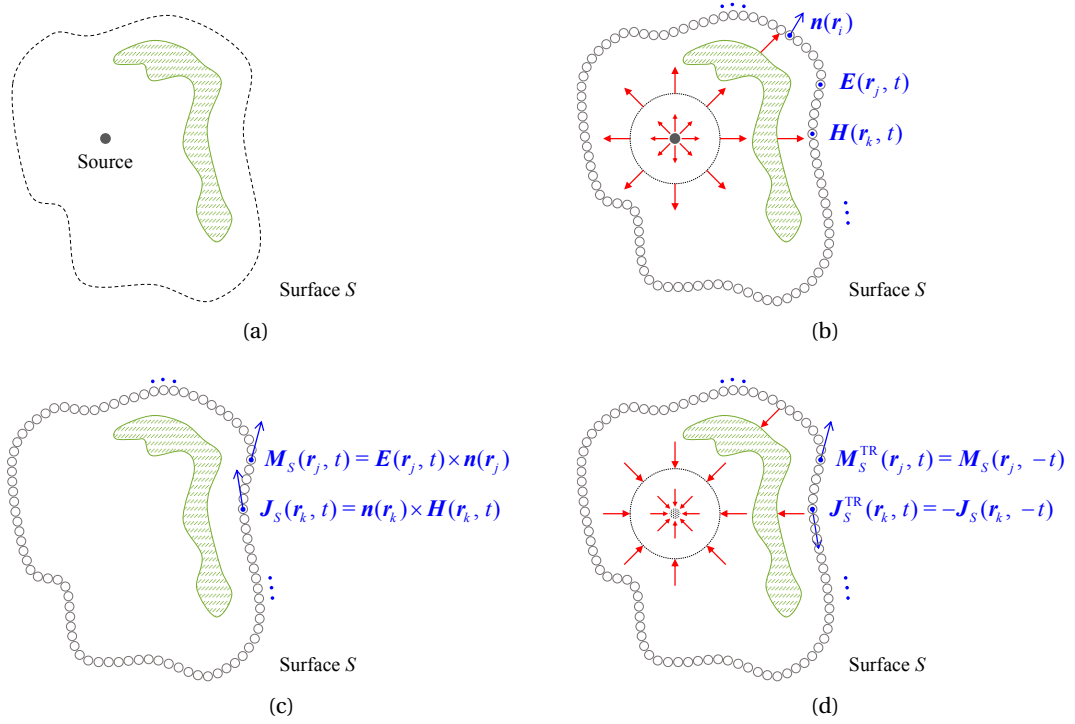 Source
Surface S
(a)
n(r_i)
E(r_j, t)
H(r_k, t)
Surface S
(b)
M_S(r_j, t) = E(r_j, t) × n(r_j)
J_S(r_k, t) = n(r_k) × H(r_k, t)
Surface S
(c)
M_S^TR(r_j, t) = M_S(r_j, −t)
J_S^TR(r_k, t) = −J_S(r_k, −t)
Surface S
(d)